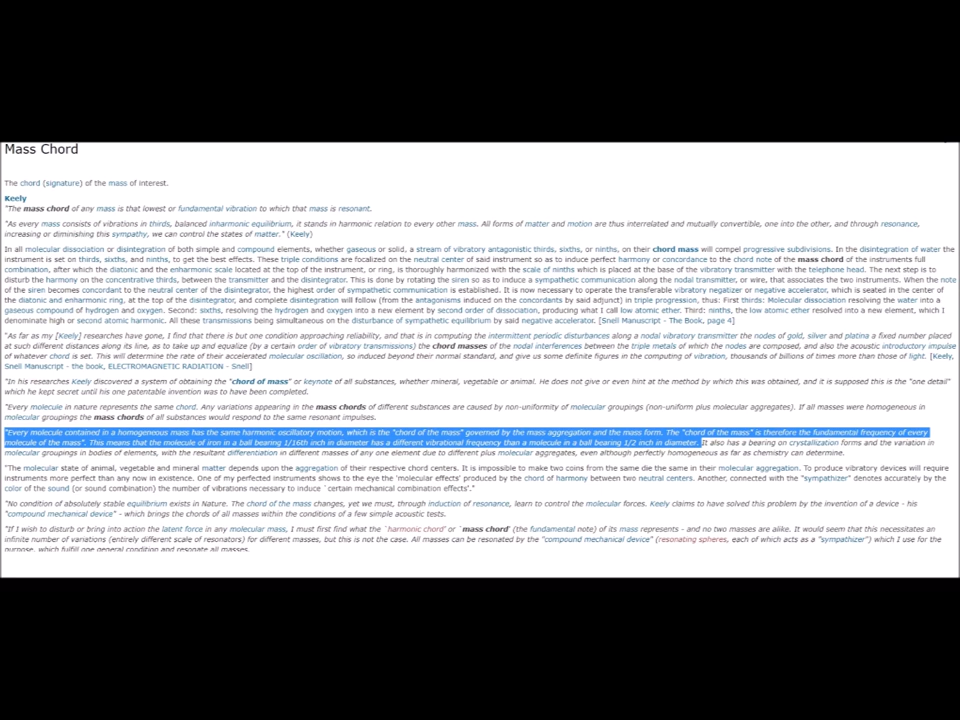 Mass Chord
The chord (signature) of the mass of interest.
Keely
"The mass chord of any mass is that lowest or fundamental vibration to which that mass is resonant.
"As every mass consists of vibrations in thirds, balanced inharmonic equilibrium, it stands in harmonic relation to every other mass. All forms of matter and motion are thus interrelated and mutually convertible, one into the other, and through resonance,
increasing or diminishing this sympathy, we can control the states of matter." (Keely)
In all molecular dissociation or disintegration of both simple and compound elements, whether gaseous or solid, a stream of vibratory antagonistic thirds, sixths, or ninths, on their chord mass will compel progressive subdivisions. In the disintegration of water the
instrument is set on thirds, sixths, and ninths, to get the best effects. These triple conditions are focalized on the neutral center of said instrument so as to induce perfect harmony or concordance to the chord note of the mass chord of the instruments full
combination, after which the diatonic and the enharmonic scale located at the top of the instrument, or ring, is thoroughly harmonized with the scale of ninths which is placed at the base of the vibratory transmitter with the telephone head. The next step is to
disturb the harmony on the concentrative thirds, between the transmitter and the disintegrator. This is done by rotating the siren so as to induce a sympathetic communication along the nodal transmitter, or wire, that associates the two instruments. When the note
of the siren becomes concordant to the neutral center of the disintegrator, the highest order of sympathetic communication is established. It is now necessary to operate the transferable vibratory negatizer or negative accelerator, which is seated in the center of
the diatonic and enharmonic ring, at the top of the disintegrator, and complete disintegration will follow (from the antagonisms induced on the concordants by said adjunct) in triple progression, thus: First thirds: Molecular dissociation resolving the water into a
gaseous compound of hydrogen and oxygen. Second: sixths, resolving the hydrogen and oxygen into a new element by second order of dissociation, producing what I call low atomic ether. Third: ninths, the low atomic ether resolved into a new element, which I
denominate high or second atomic harmonic. All these transmissions being simultaneous on the disturbance of sympathetic equilibrium by said negative accelerator. [Snell Manuscript - The Book, page 4]
"As far as my [Keely] researches have gone, I find that there is but one condition approaching reliability, and that is in computing the intermittent periodic disturbances along a nodal vibratory transmitter the nodes of gold, silver and platina a fixed number placed
at such different distances along its line, as to take up and equalize (by a certain order of vibratory transmissions) the chord masses of the nodal interferences between the triple metals of which the nodes are composed, and also the acoustic introductory impulse
of whatever chord is set. This will determine the rate of their accelerated molecular oscillation, so induced beyond their normal standard, and give us some definite figures in the computing of vibration, thousands of billions of times more than those of light. [Keely,
Snell Manuscript - the book, ELECTROMAGNETIC RADIATION - Snell]
"In his researches Keely discovered a system of obtaining the "chord of mass" or keynote of all substances, whether mineral, vegetable or animal. He does not give or even hint at the method by which this was obtained, and it is supposed this is the "one detail"
which he kept secret until his one patentable invention was to have been completed.
"Every molecule in nature represents the same chord. Any variations appearing in the mass chords of different substances are caused by non-uniformity of molecular groupings (non-uniform plus molecular aggregates). If all masses were homogeneous in
molecular groupings the mass chords of all substances would respond to the same resonant impulses.
"Every molecule contained in a homogeneous mass has the same harmonic oscillatory motion, which is the "chord of the mass" governed by the mass aggregation and the mass form. The "chord of the mass" is therefore the fundamental frequency of every
molecule of the mass". This means that the molecule of iron in a ball bearing 1/16th inch in diameter has a different vibrational frequency than a molecule in a ball bearing 1/2 inch in diameter. It also has a bearing on crystallization forms and the variation in
molecular groupings in bodies of elements, with the resultant differentiation in different masses of any one element due to different plus molecular aggregates, even although perfectly homogeneous as far as chemistry can determine.
"The molecular state of animal, vegetable and mineral matter depends upon the aggregation of their respective chord centers. It is impossible to make two coins from the same die the same in their molecular aggregation. To produce vibratory devices will require
instruments more perfect than any now in existence. One of my perfected instruments shows to the eye the 'molecular effects' produced by the chord of harmony between two neutral centers. Another, connected with the "sympathizer" denotes accurately by the
color of the sound (or sound combination) the number of vibrations necessary to induce `certain mechanical combination effects'."
"No condition of absolutely stable equilibrium exists in Nature. The chord of the mass changes, yet we must, through induction of resonance, learn to control the molecular forces. Keely claims to have solved this problem by the invention of a device - his
"compound mechanical device" - which brings the chords of all masses within the conditions of a few simple acoustic tests.
"If I wish to disturb or bring into action the latent force in any molecular mass, I must first find what the `harmonic chord' or `mass chord' (the fundamental note) of its mass represents - and no two masses are alike. It would seem that this necessitates an
infinite number of variations (entirely different scale of resonators) for different masses, but this is not the case. All masses can be resonated by the "compound mechanical device" (resonating spheres, each of which acts as a "sympathizer") which I use for the
purpose, which fulfill one general condition and resonate all masses.